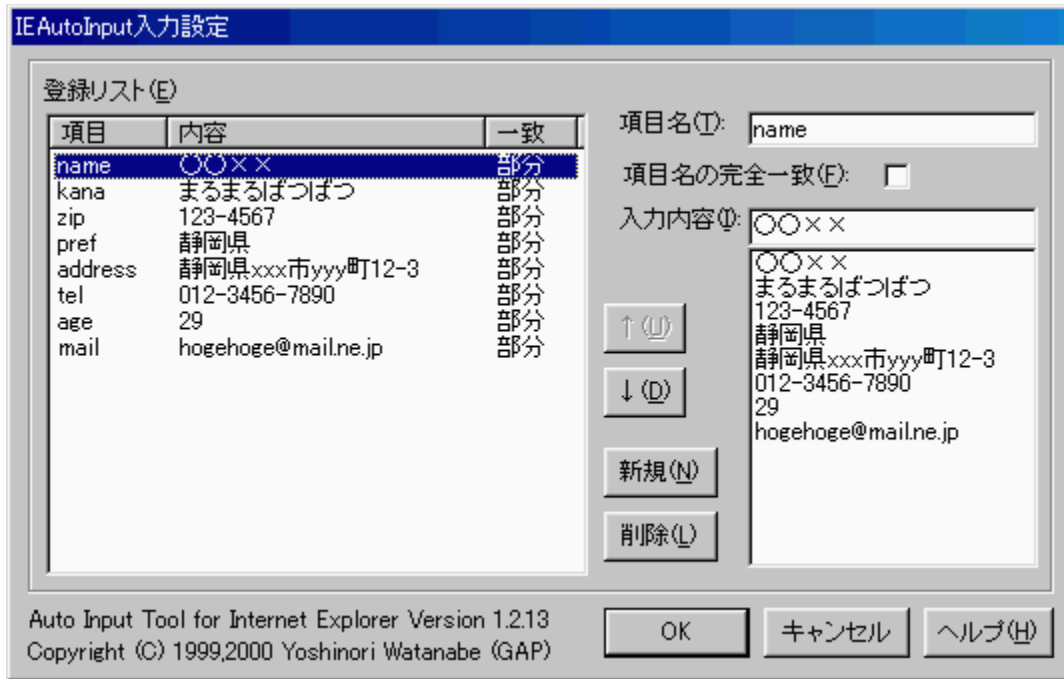 IEAutoInput入力設定
登録リスト(E)
項目 内容 一致
name ○○×× 部分
kana まるまるばつばつ 部分
zip 123-4567 部分
pref 静岡県 部分
address 静岡県xxx市yyy町12-3 部分
tel 012-3456-7890 部分
age 29 部分
mail hogehoge@mail.ne.jp 部分
項目名(T): name
項目名の完全一致(F):
入力内容(I): ○○××
○○××
まるまるばつばつ
123-4567
静岡県
静岡県xxx市yyy町12-3
012-3456-7890
29
hogehoge@mail.ne.jp
↑(U)
↓(D)
新規(N)
削除(L)
Auto Input Tool for Internet Explorer Version 1.2.13
Copyright (C) 1999,2000 Yoshinori Watanabe (GAP)
OK キャンセル ヘルプ(H)